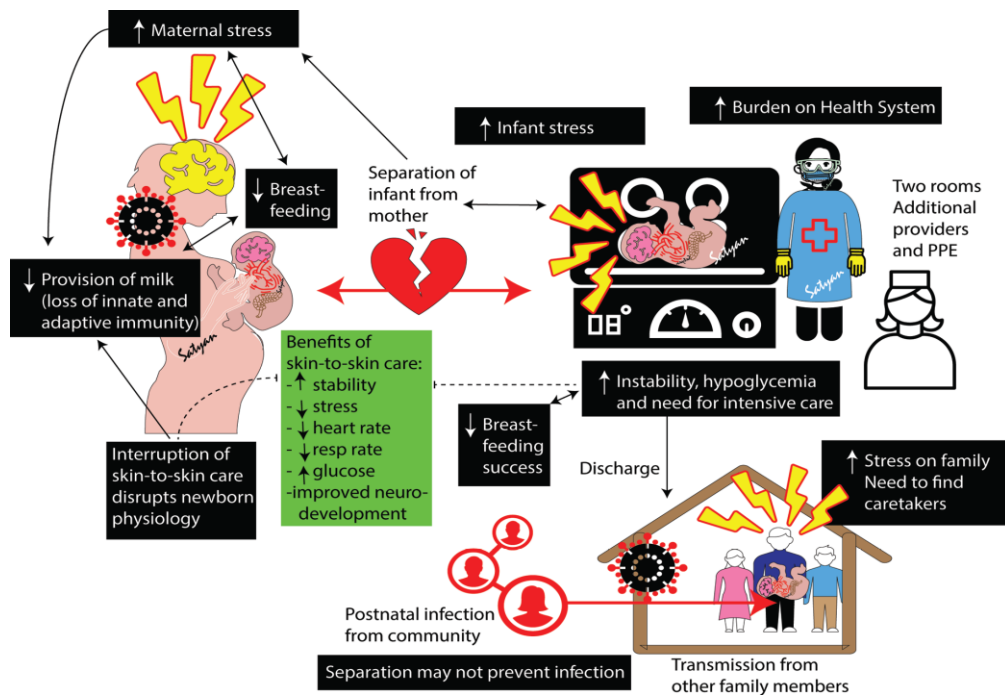 ↑ Maternal stress
↓ Breast-
feeding
↓ Provision of milk
(loss of innate and
adaptive immunity)
Satyan
Interruption of
skin-to-skin care
disrupts newborn
physiology
Separation of
infant from
mother
Benefits of
skin-to-skin care:
- ↑ stability
- ↓ stress
- ↓ heart rate
- ↓ resp rate
- ↑ glucose
-improved neuro-
development
↑ Infant stress
Satyan
08°
↑ Burden on Health System
Satyan
Two rooms
Additional
providers
and PPE
↑ Instability, hypoglycemia
and need for intensive care
↓ Breast-
feeding
success
Discharge
↑ Stress on family
Need to find
caretakers
Postnatal infection
from community
Separation may not prevent infection
Transmission from
other family members